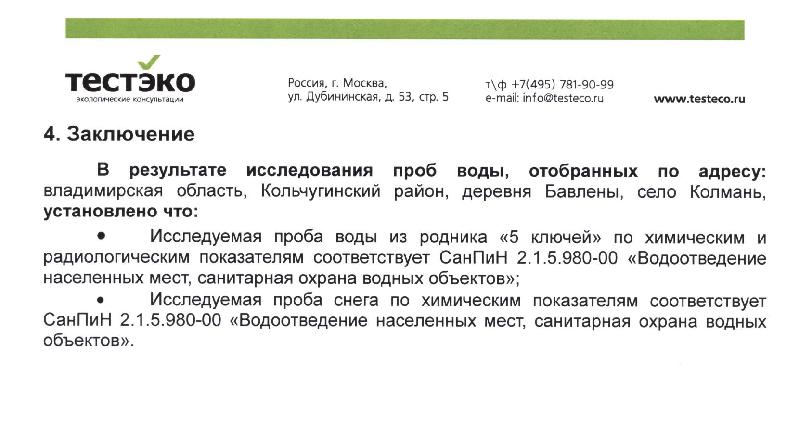 ТЕСТЭКО
экологические консультации
Россия, г. Москва,
ул. Дубининская, д. 53, стр. 5
т\ф +7(495) 781-90-99
e-mail: info@testeco.ru
www.testeco.ru
4. Заключение
В результате исследования проб воды, отобранных по адресу:
владимирская область, Кольчугинский район, деревня Бавлены, село Колмань,
установлено что:
• Исследуемая проба воды из родника «5 ключей» по химическим и
радиологическим показателям соответствует СанПиН 2.1.5.980-00 «Водоотведение
населенных мест, санитарная охрана водных объектов»;
• Исследуемая проба снега по химическим показателям соответствует
СанПиН 2.1.5.980-00 «Водоотведение населенных мест, санитарная охрана водных
объектов».